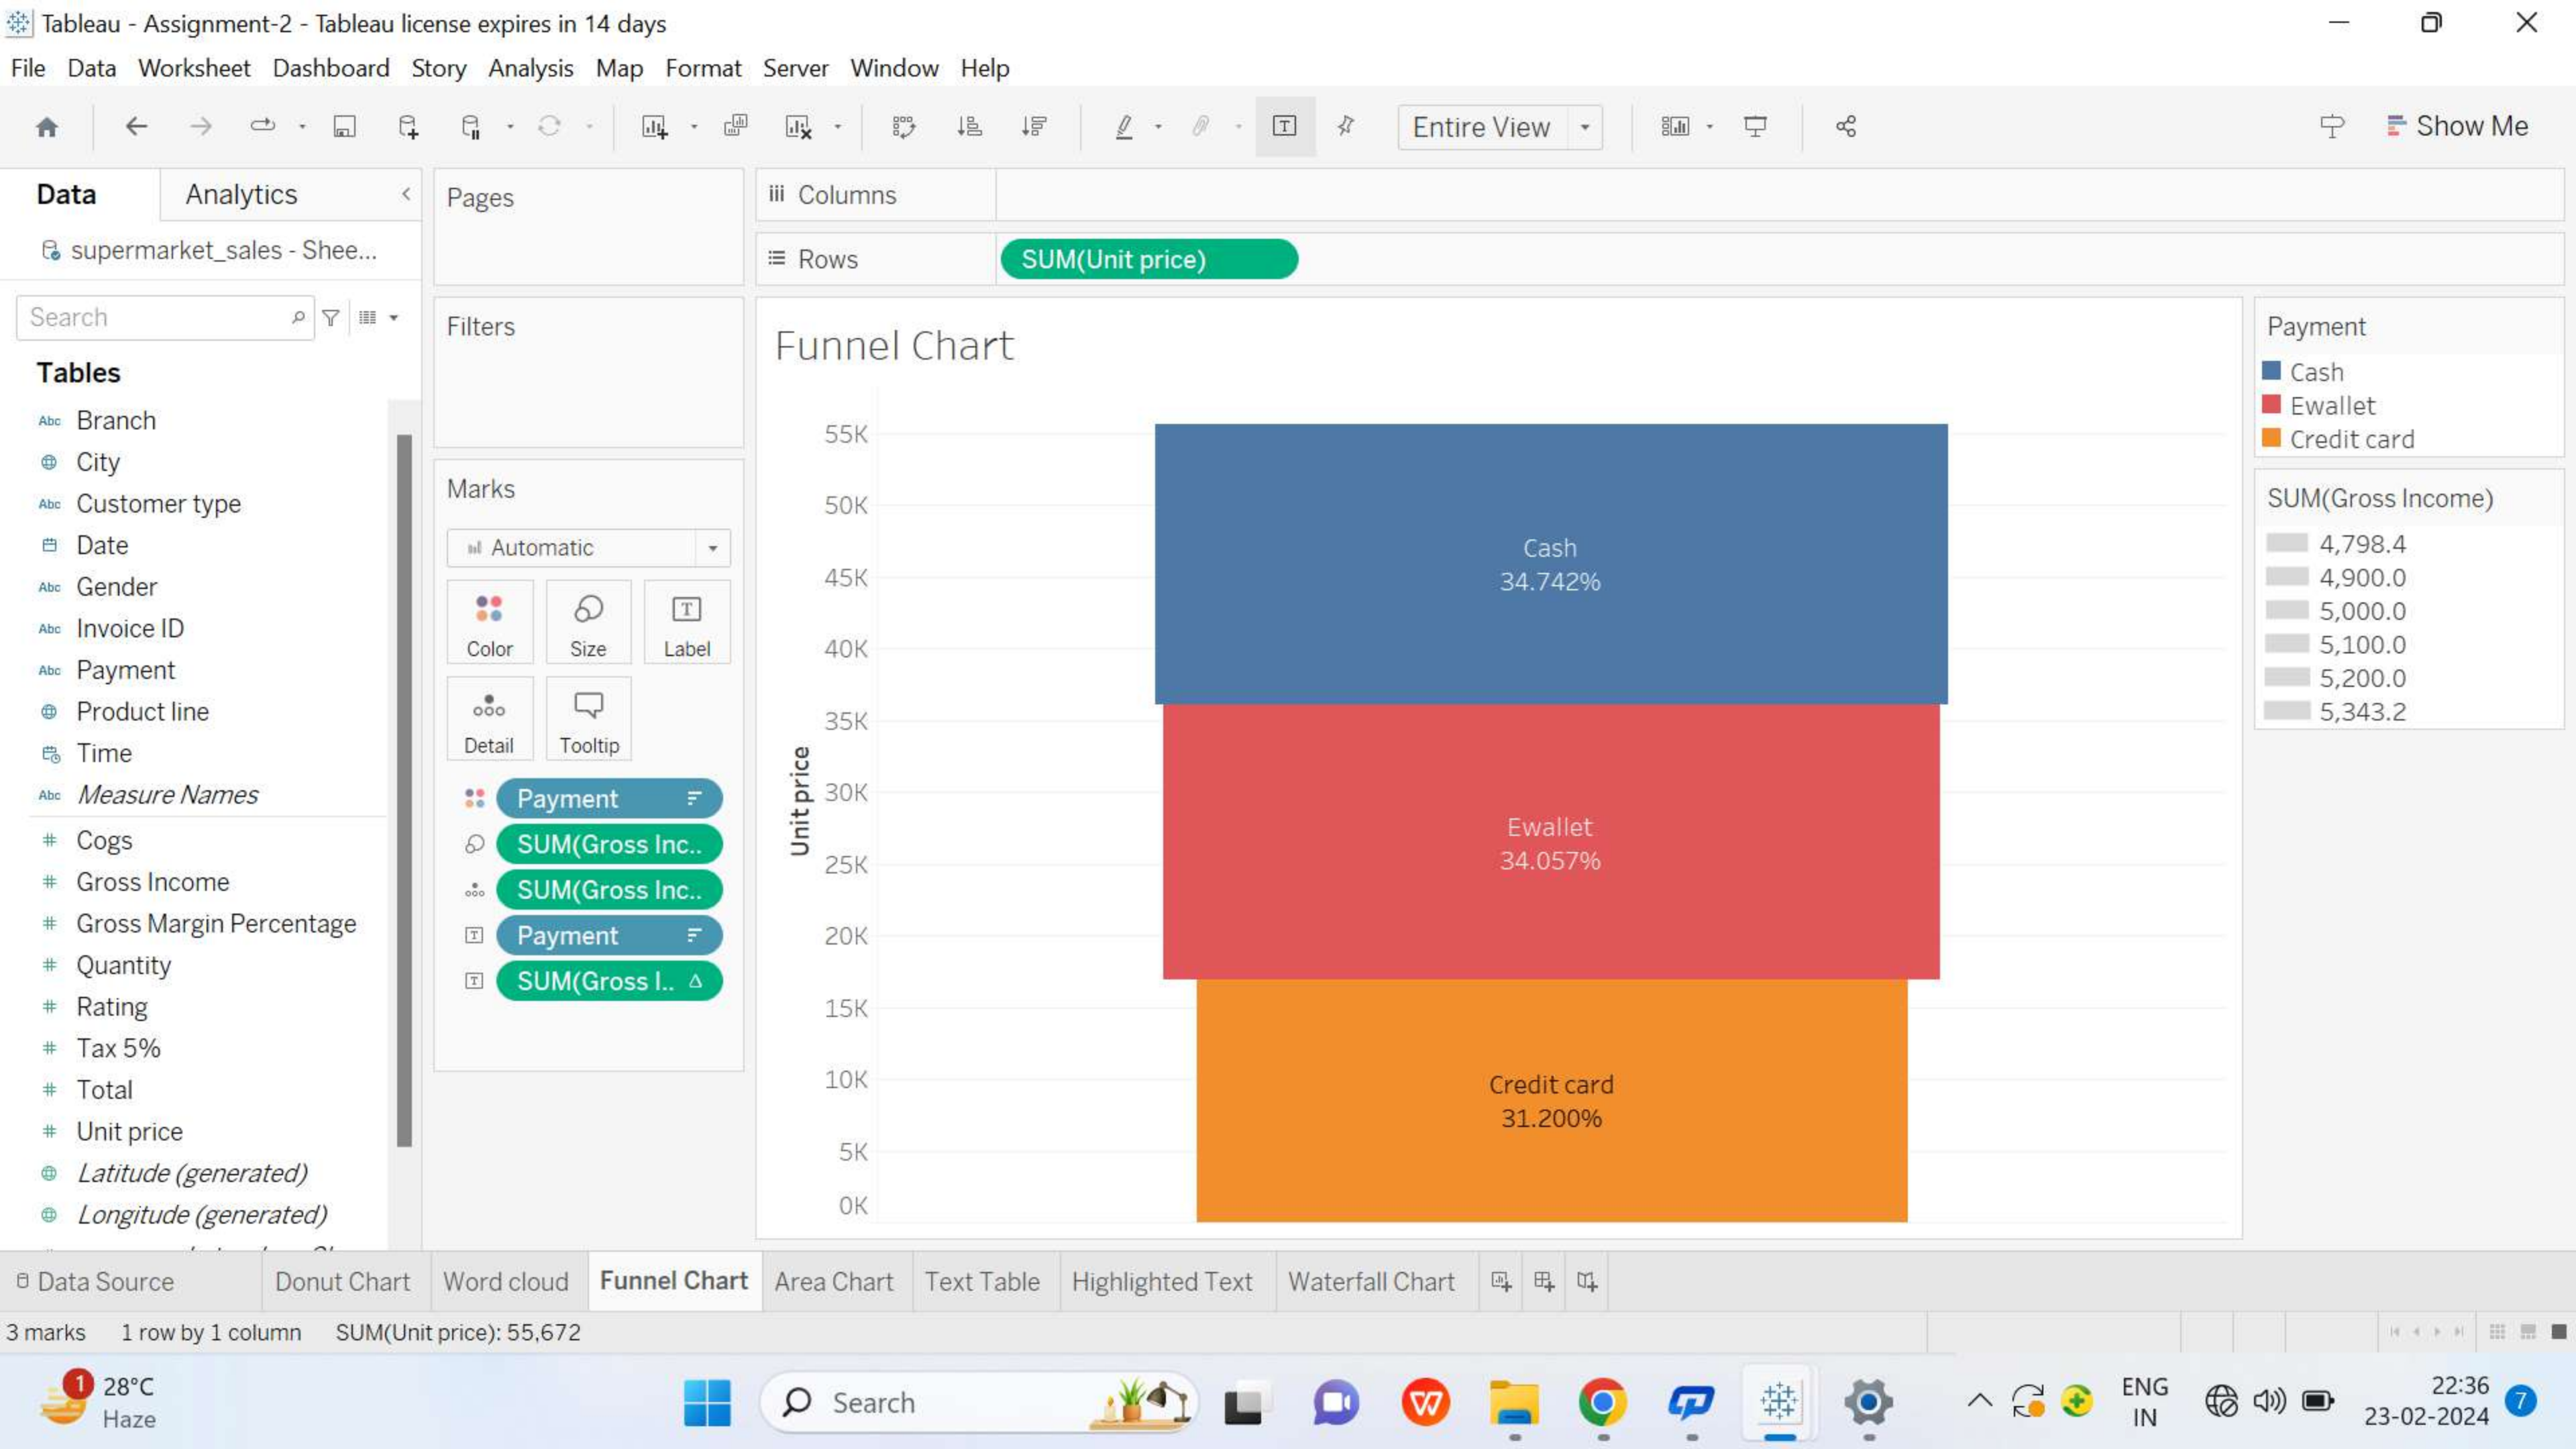 Tableau - Assignment-2 - Tableau license expires in 14 days
File Data Worksheet Dashboard Story Analysis Map Format Server Window Help
Entire View
Show Me
Data
Analytics
supermarket_sales - Shee...
Search
Tables
Abc Branch
City
Abc Customer type
Date
Abc Gender
Abc Invoice ID
Abc Payment
Product line
Time
Abc Measure Names
# Cogs
# Gross Income
# Gross Margin Percentage
# Quantity
# Rating
# Tax 5%
# Total
# Unit price
Latitude (generated)
Longitude (generated)
Pages
Filters
Marks
Automatic
Color Size Label
Detail Tooltip
Payment
SUM(Gross Inc..
SUM(Gross Inc..
Payment
SUM(Gross I.. Δ
iii Columns
Rows SUM(Unit price)
Funnel Chart
Unit price
55K
50K
45K
40K
35K
30K
25K
20K
15K
10K
5K
0K
Cash
34.742%
Ewallet
34.057%
Credit card
31.200%
Payment
Cash
Ewallet
Credit card
SUM(Gross Income)
4,798.4
4,900.0
5,000.0
5,100.0
5,200.0
5,343.2
Data Source Donut Chart Word cloud Funnel Chart Area Chart Text Table Highlighted Text Waterfall Chart
3 marks 1 row by 1 column SUM(Unit price): 55,672
1
28°C
Haze
Search
W
ENG
IN
22:36
23-02-2024
7